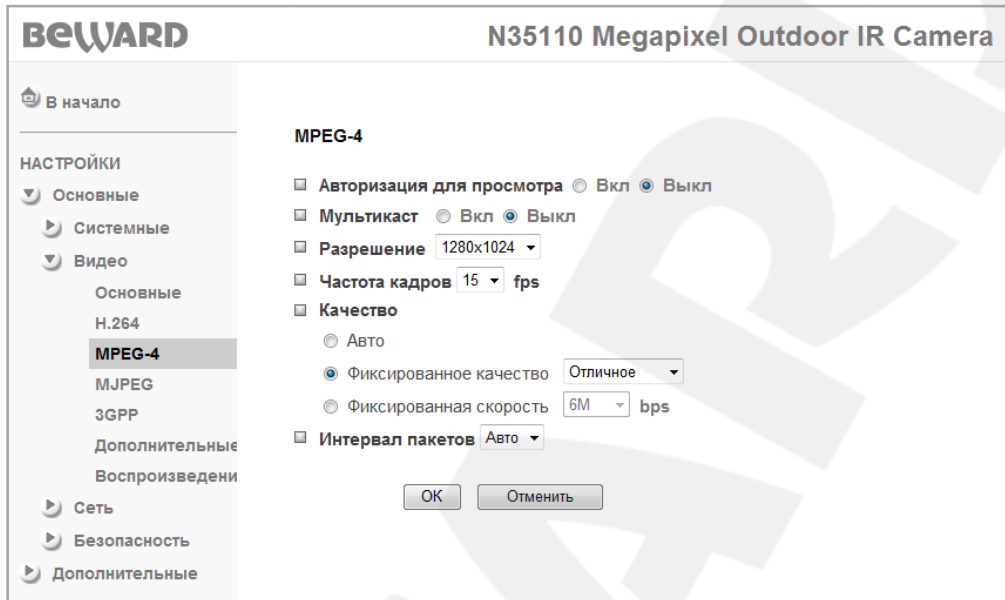 BEWARD
N35110 Megapixel Outdoor IR Camera
В начало
НАСТРОЙКИ
Основные
Системные
Видео
Основные
H.264
MPEG-4
MJPEG
3GPP
Дополнительные
Воспроизведени
Сеть
Безопасность
Дополнительные
MPEG-4
Авторизация для просмотра Вкл Выкл
Мультикаст Вкл Выкл
Разрешение 1280x1024
Частота кадров 15 fps
Качество
Авто
Фиксированное качество Отличное
Фиксированная скорость 6M bps
Интервал пакетов Авто
OK Отменить